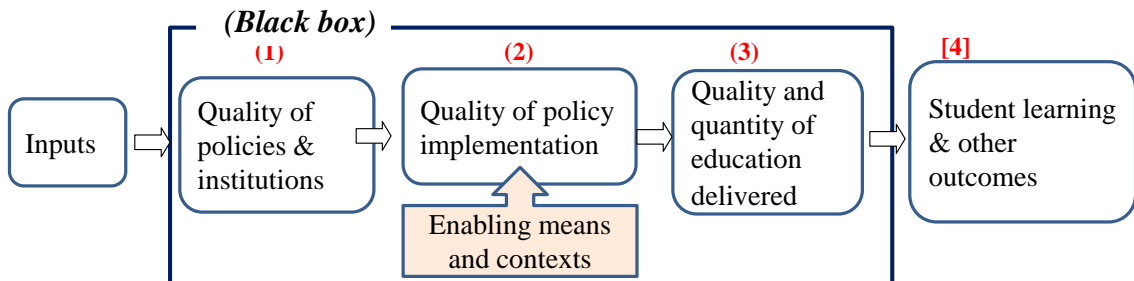 (Black box)
(1)
(2)
(3)
[4]
Inputs
Quality of
policies &
institutions
Quality of policy
implementation
Quality and
quantity of
education
delivered
Student learning
& other
outcomes
Enabling means
and contexts